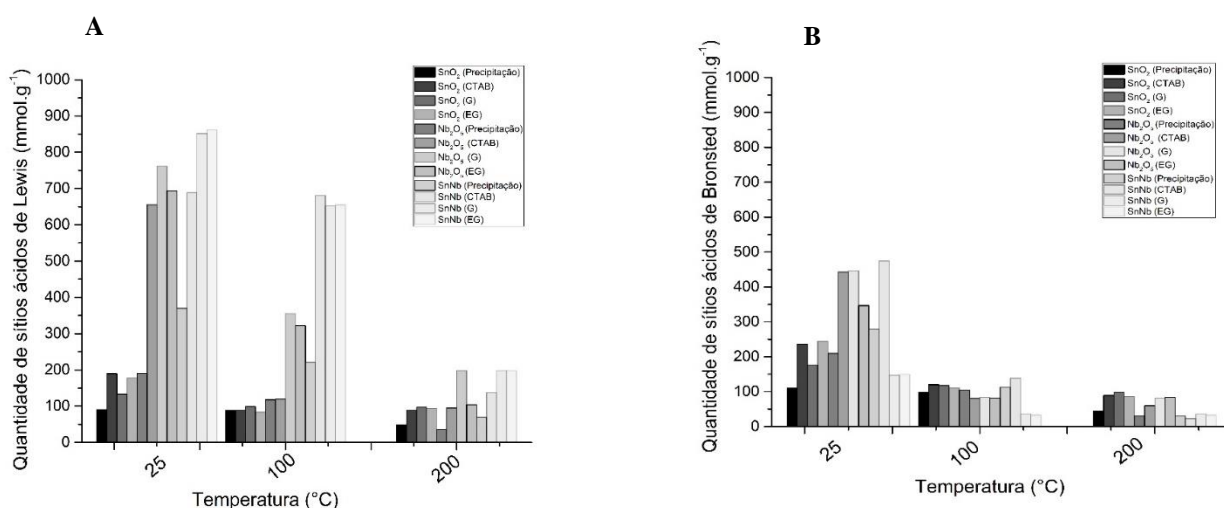 A
Quantidade de sítios ácidos de Lewis (mmol.g-1)
1000
900
800
700
600
500
400
300
200
100
0
25
100
200
Temperatura (°C)
SnO2 (Precipitação)
SnO2 (CTAB)
SnO2 (G)
SnO2 (EG)
Nb2O5 (Precipitação)
Nb2O5 (CTAB)
Nb2O5 (G)
Nb2O5 (EG)
SnNb (Precipitação)
SnNb (CTAB)
SnNb (G)
SnNb (EG)
B
Quantidade de sítios ácidos de Bronsted (mmol.g-1)
1000
900
800
700
600
500
400
300
200
100
0
25
100
200
Temperatura (°C)
SnO2 (Precipitação)
SnO2 (CTAB)
SnO2 (G)
SnO2 (EG)
Nb2O5 (Precipitação)
Nb2O5 (CTAB)
Nb2O5 (G)
Nb2O5 (EG)
SnNb (Precipitação)
SnNb (CTAB)
SnNb (G)
SnNb (EG)